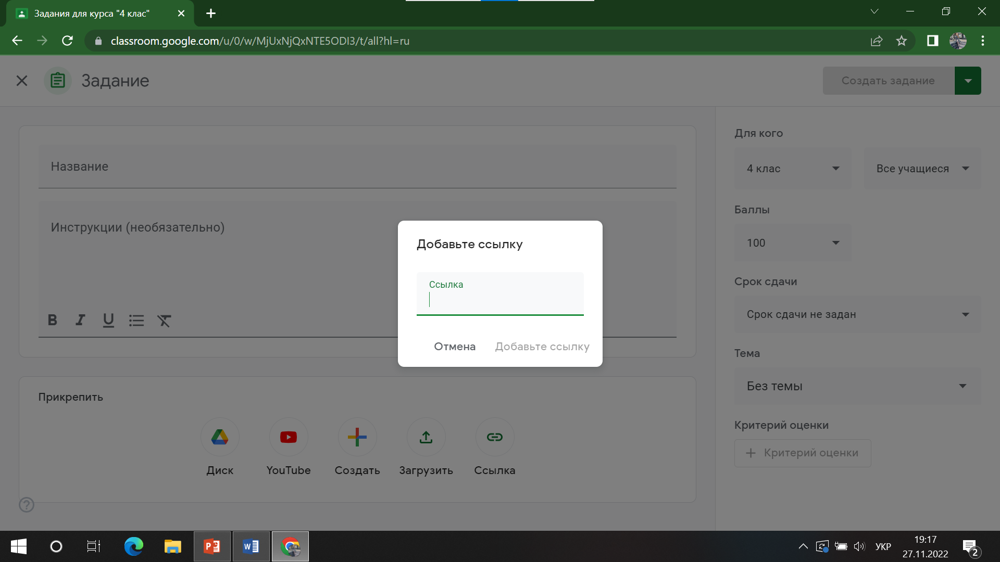 Задания для курса "4 клас"
classroom.google.com/u/0/w/MjUxNjQxNTE5ODI3/t/all?hl=ru
Задание
Создать задание
Название
Инструкции (необязательно)
B I U
Для кого
4 клас
Все учащиеся
Баллы
100
Срок сдачи
Срок сдачи не задан
Тема
Без темы
Критерий оценки
Критерий оценки
Добавьте ссылку
Ссылка
Отмена
Добавьте ссылку
Прикрепить
Диск
YouTube
Создать
Загрузить
Ссылка
?
P
W
УКР
19:17
27.11.2022
2